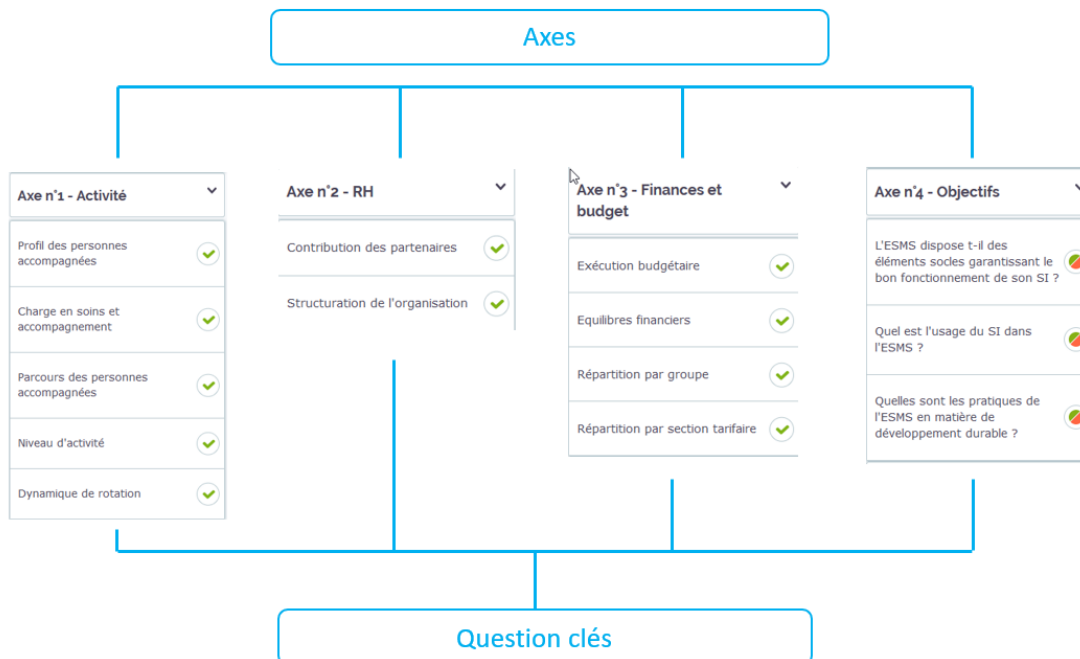 Axes
Axe n°1 - Activité
Profil des personnes
accompagnées
Charge en soins et
accompagnement
Parcours des personnes
accompagnées
Niveau d'activité
Dynamique de rotation
Axe n°2 - RH
Contribution des partenaires
Structuration de l'organisation
Axe n°3 - Finances et
budget
Exécution budgétaire
Equilibres financiers
Répartition par groupe
Répartition par section tarifaire
Axe n°4 - Objectifs
L'ESMS dispose t-il des
éléments socles garantissant le
bon fonctionnement de son SI ?
Quel est l'usage du SI dans
l'ESMS ?
Quelles sont les pratiques de
l'ESMS en matière de
développement durable ?
Question clés